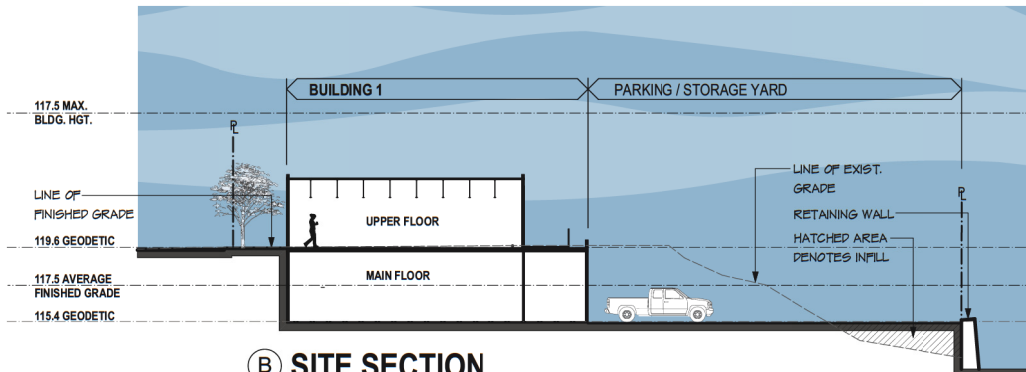 BUILDING 1
PARKING / STORAGE YARD
117.5 MAX.
BLDG. HGT.
PL
LINE OF
FINISHED GRADE
UPPER FLOOR
LINE OF EXIST.
GRADE
PL
RETAINING WALL
119.6 GEODETIC
HATCHED AREA
DENOTES INFILL
MAIN FLOOR
117.5 AVERAGE
FINISHED GRADE
115.4 GEODETIC
B SITE SECTION